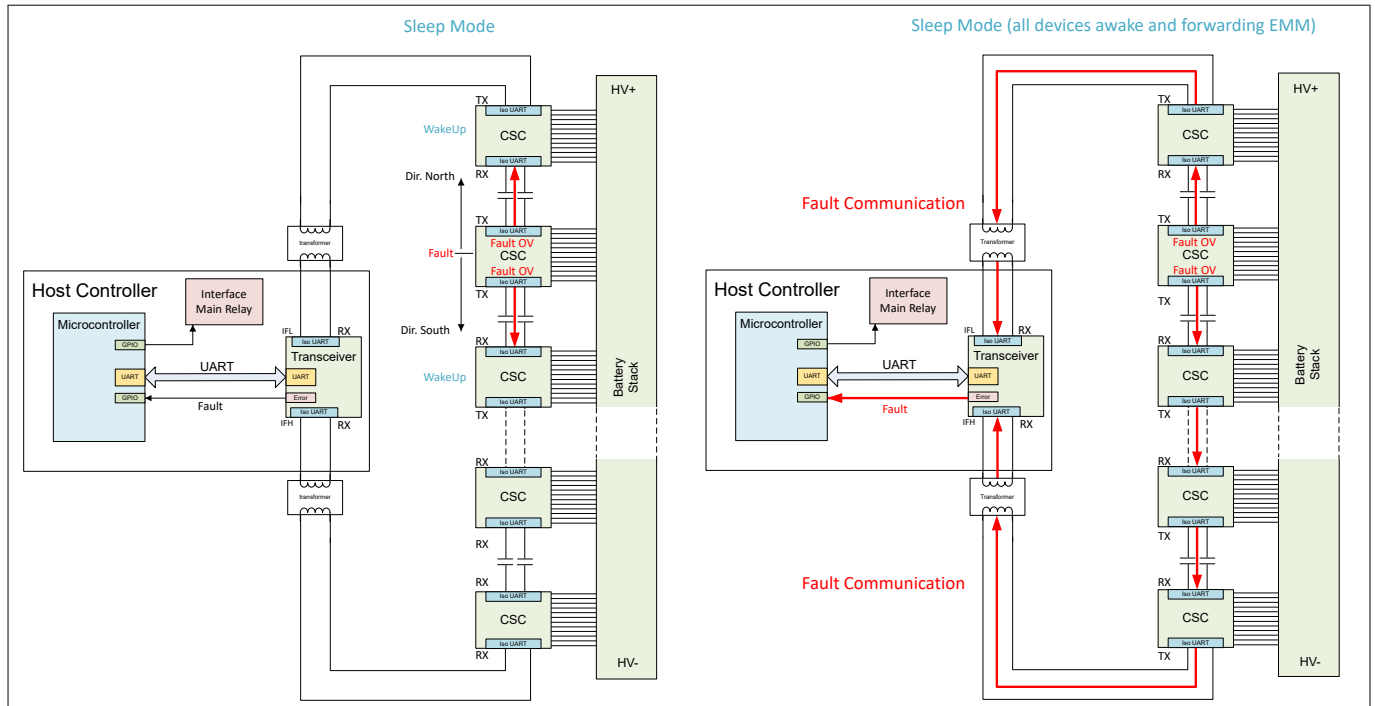 Sleep Mode
TX
Iso UART
WakeUp
CSC
Iso UART
RX
Dir. North
TX
Iso UART
Fault OV
Fault
CSC
Fault OV
Iso UART
TX
Dir. South
RX
Iso UART
WakeUp
CSC
Iso UART
TX
RX
Iso UART
CSC
Iso UART
RX
RX
Iso UART
CSC
Iso UART
RX
HV+
Battery
Stack
HV-
transformer
Host Controller
Interface
Main Relay
Microcontroller
GPIO
UART
GPIO
UART
Fault
IFL
RX
Iso UART
Transceiver
UART
Error
Iso UART
IFH
RX
transformer
Sleep Mode (all devices awake and forwarding EMM)
TX
Iso UART
CSC
Iso UART
RX
TX
Iso UART
Fault OV
CSC
Fault OV
Iso UART
TX
RX
Iso UART
CSC
Iso UART
TX
RX
Iso UART
CSC
Iso UART
TX
RX
Iso UART
CSC
Iso UART
TX
HV+
Battery
Stack
HV-
Fault Communication
Transformer
Host Controller
Interface
Main Relay
Microcontroller
GPIO
UART
GPIO
UART
Fault
IFL
RX
Iso UART
Transceiver
UART
Error
Iso UART
IFH
RX
Transformer
Fault Communication